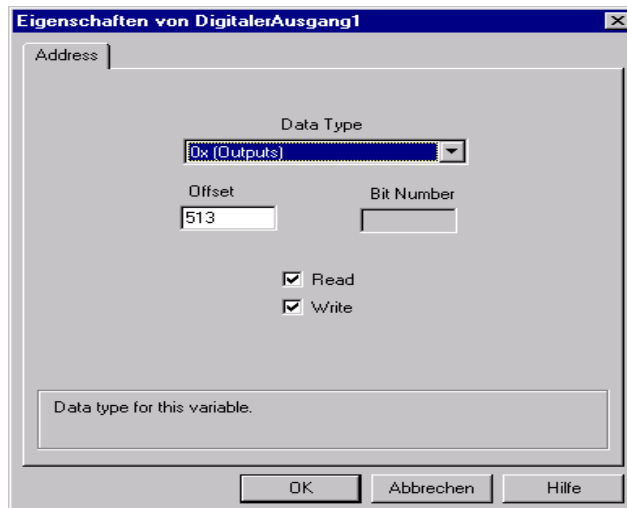 Eigenschaften von DigitalerAusgang1
Address
Data Type
0x (Outputs)
Offset
Bit Number
513
Read
Write
Data type for this variable.
OK
Abbrechen
Hilfe